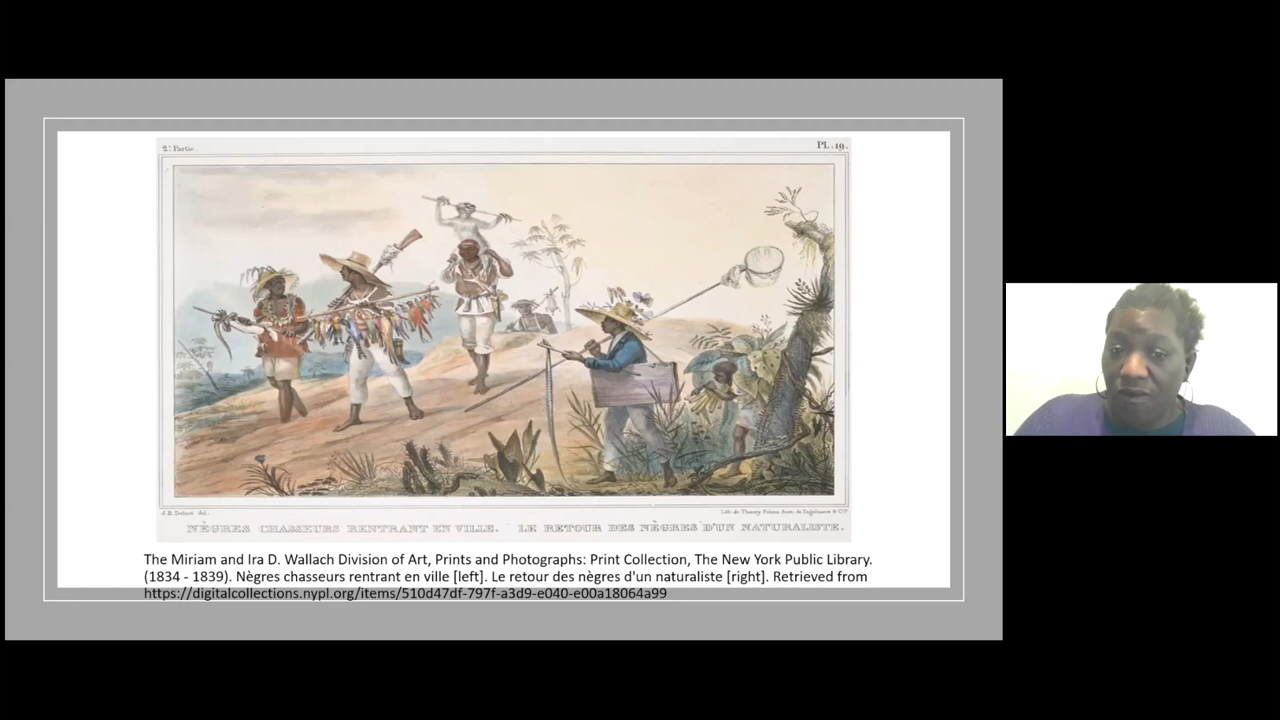 2.e Partie.
PL. 19.
J. B. Debret del.
Lith. de Thierry Frères Succ. de Engelmann & Cie
NÈGRES CHASSEURS RENTRANT EN VILLE. LE RETOUR DES NÈGRES D'UN NATURALISTE.
The Miriam and Ira D. Wallach Division of Art, Prints and Photographs: Print Collection, The New York Public Library.
(1834 - 1839). Nègres chasseurs rentrant en ville [left]. Le retour des nègres d'un naturaliste [right]. Retrieved from
https://digitalcollections.nypl.org/items/510d47df-797f-a3d9-e040-e00a18064a99